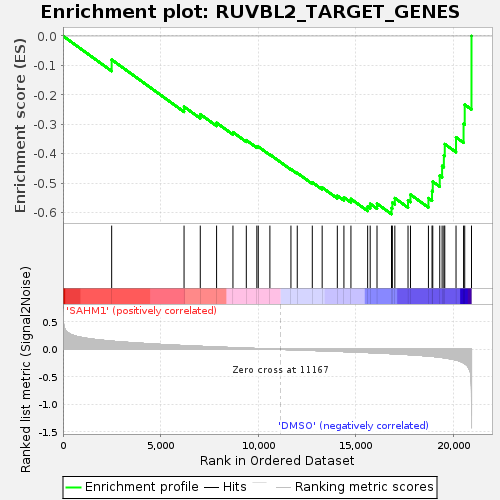 Enrichment plot: RUVBL2_TARGET_GENES
Enrichment score (ES)
0.0
-0.1
-0.2
-0.3
-0.4
-0.5
-0.6
'SAHM1' (positively correlated)
Ranked list metric (Signal2Noise)
0.5
0.0
-0.5
-1.0
-1.5
Zero cross at 11167
'DMSO' (negatively correlated)
0
5,000
10,000
15,000
20,000
Rank in Ordered Dataset
Enrichment profile
Hits
Ranking metric scores